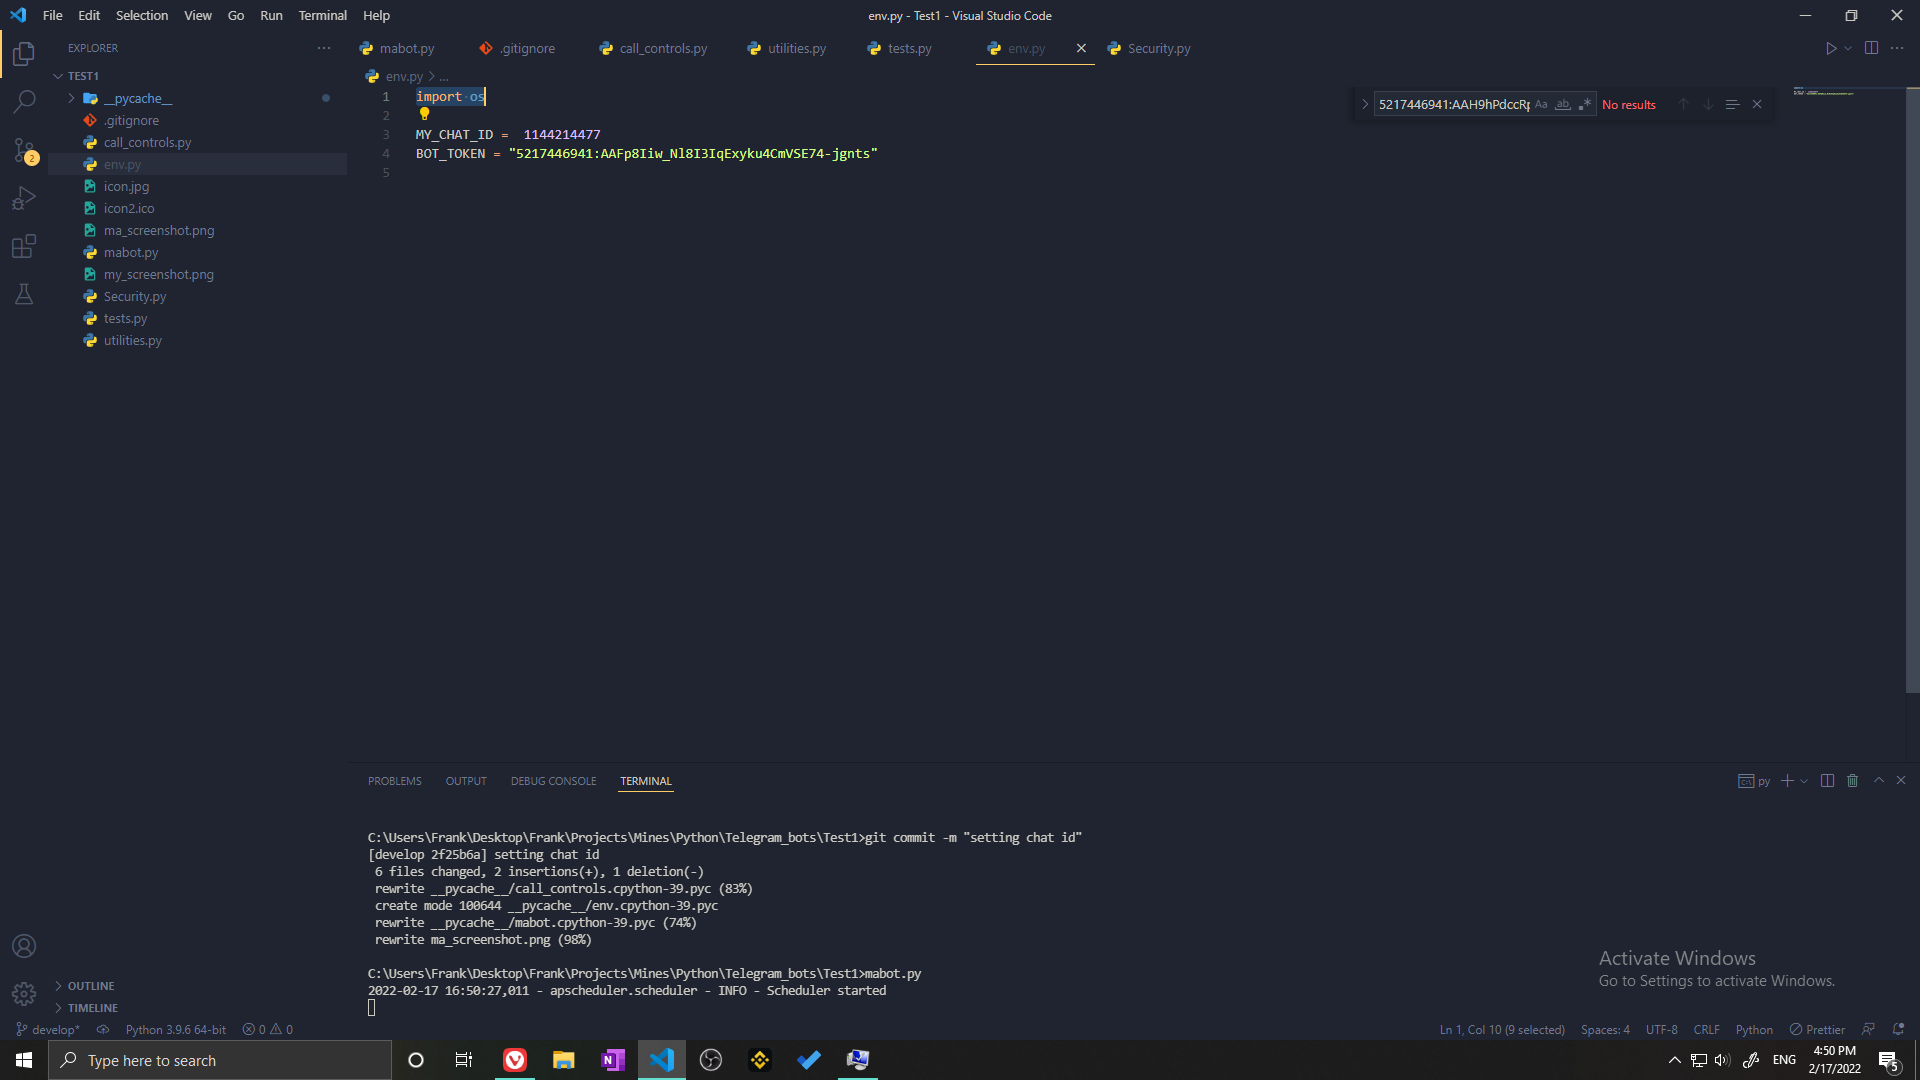 File Edit Selection View Go Run Terminal Help
env.py - Test1 - Visual Studio Code
EXPLORER
mabot.py .gitignore call_controls.py utilities.py tests.py env.py Security.py
TEST1
__pycache__
.gitignore
call_controls.py
env.py
icon.jpg
icon2.ico
ma_screenshot.png
mabot.py
my_screenshot.png
Security.py
tests.py
utilities.py
OUTLINE
TIMELINE
env.py > ...
1 import os
2
3 MY_CHAT_ID = 1144214477
4 BOT_TOKEN = "5217446941:AAFp8Iiw_Nl8I3IqExyku4CmVSE74-jgnts"
5
5217446941:AAH9hPdccRp Aa ab .* No results
2
PROBLEMS OUTPUT DEBUG CONSOLE TERMINAL
py
C:\Users\Frank\Desktop\Frank\Projects\Mines\Python\Telegram_bots\Test1>git commit -m "setting chat id"
[develop 2f25b6a] setting chat id
6 files changed, 2 insertions(+), 1 deletion(-)
rewrite __pycache__/call_controls.cpython-39.pyc (83%)
create mode 100644 __pycache__/env.cpython-39.pyc
rewrite __pycache__/mabot.cpython-39.pyc (74%)
rewrite ma_screenshot.png (98%)
C:\Users\Frank\Desktop\Frank\Projects\Mines\Python\Telegram_bots\Test1>mabot.py
2022-02-17 16:50:27,011 - apscheduler.scheduler - INFO - Scheduler started
Activate Windows
Go to Settings to activate Windows.
develop* Python 3.9.6 64-bit 0 0
Ln 1, Col 10 (9 selected) Spaces: 4 UTF-8 CRLF Python Prettier
Type here to search
N
ENG
4:50 PM
2/17/2022
5